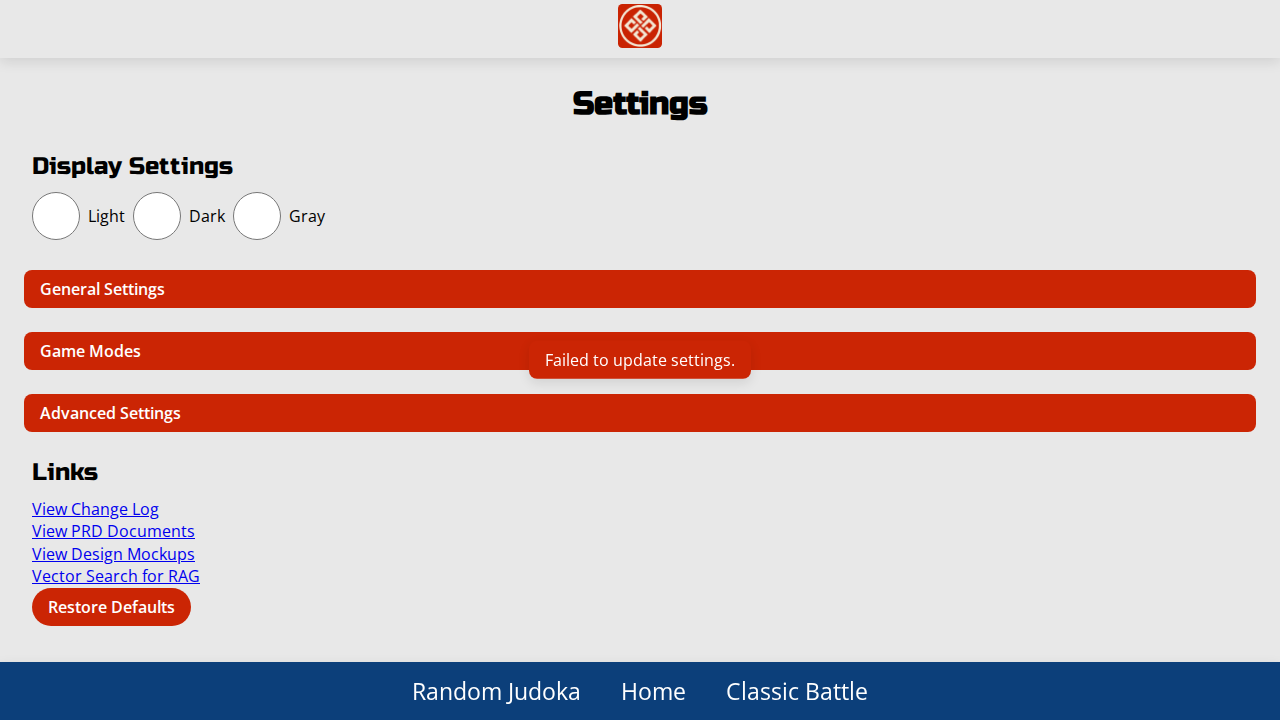 Settings
Display Settings
Light Dark Gray
General Settings
Game Modes
Failed to update settings.
Advanced Settings
Links
View Change Log
View PRD Documents
View Design Mockups
Vector Search for RAG
Restore Defaults
Random Judoka Home Classic Battle